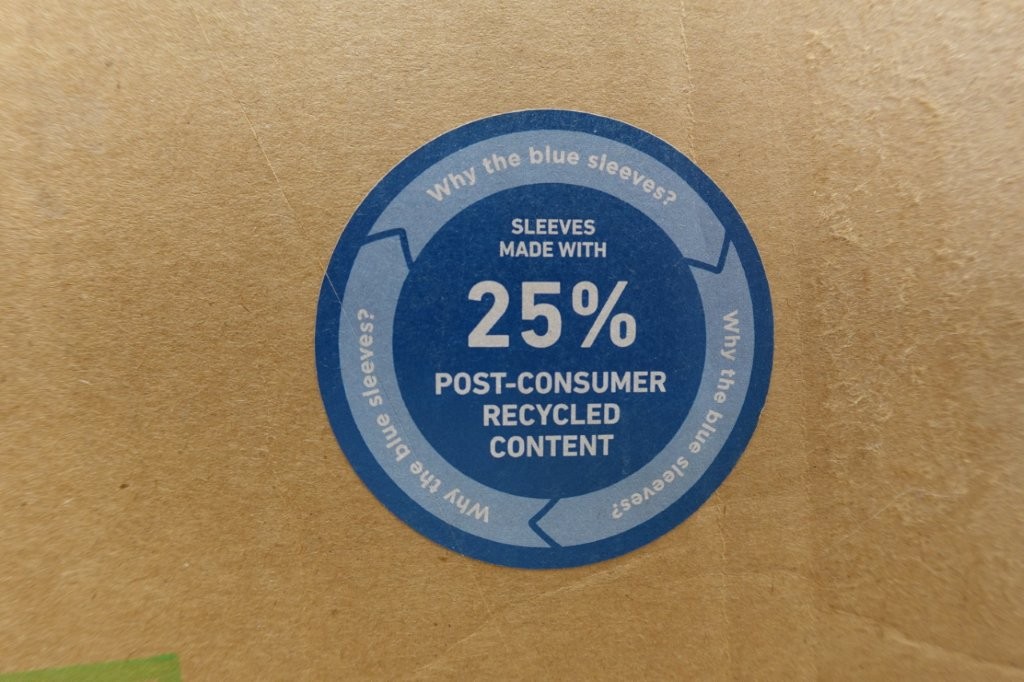 Why the blue sleeves?
SLEEVES
MADE WITH
25%
POST-CONSUMER
RECYCLED
CONTENT
Why the blue sleeves?
Why the blue sleeves?